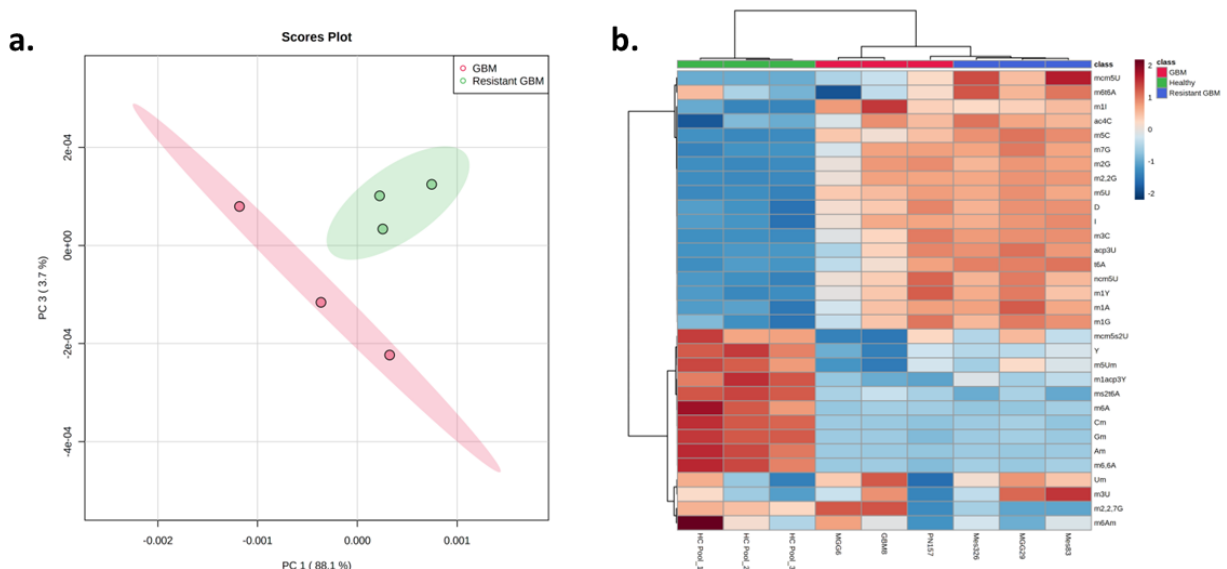 a.
Scores Plot
GBM
Resistant GBM
PC 3 ( 3.7 %)
2e-04
0e+00
-2e-04
-4e-04
-0.002
-0.001
0.000
0.001
PC 1 ( 88.1 %)
b.
class
mcm5U
m6t6A
m1I
ac4C
m5C
m7G
m2G
m2,2G
m5U
D
I
m3C
acp3U
t6A
ncm5U
m1Y
m1A
m1G
mcm5s2U
Y
m5Um
m1acp3Y
ms2t6A
m6A
Cm
Gm
Am
m6,6A
Um
m3U
m2,2,7G
m6Am
HC Pool_1
HC Pool_2
HC Pool_3
MGG6
GBM8
PN157
Mes326
MGG29
Mes83
2
1
0
-1
-2
class
GBM
Healthy
Resistant GBM